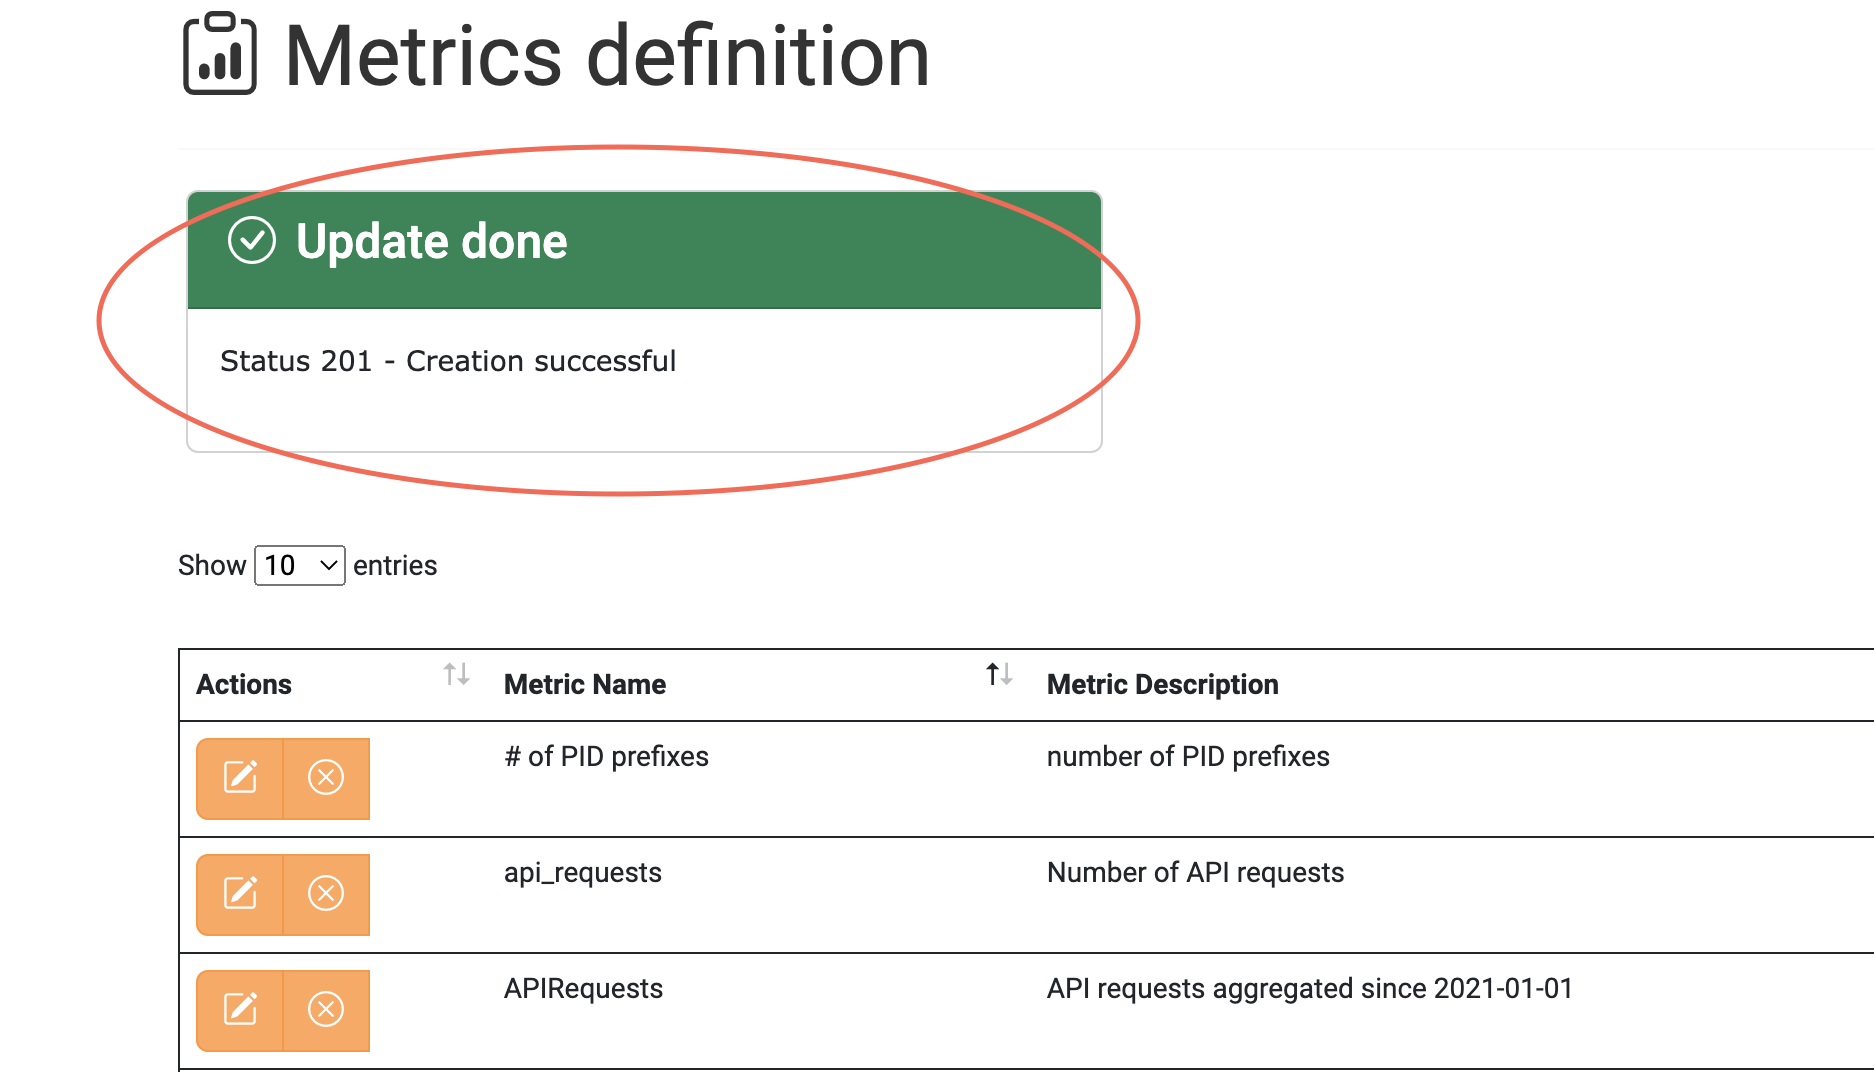 Metrics definition
Update done
Status 201 - Creation successful
Show 10 entries
Actions Metric Name Metric Description
# of PID prefixes number of PID prefixes
api_requests Number of API requests
APIRequests API requests aggregated since 2021-01-01